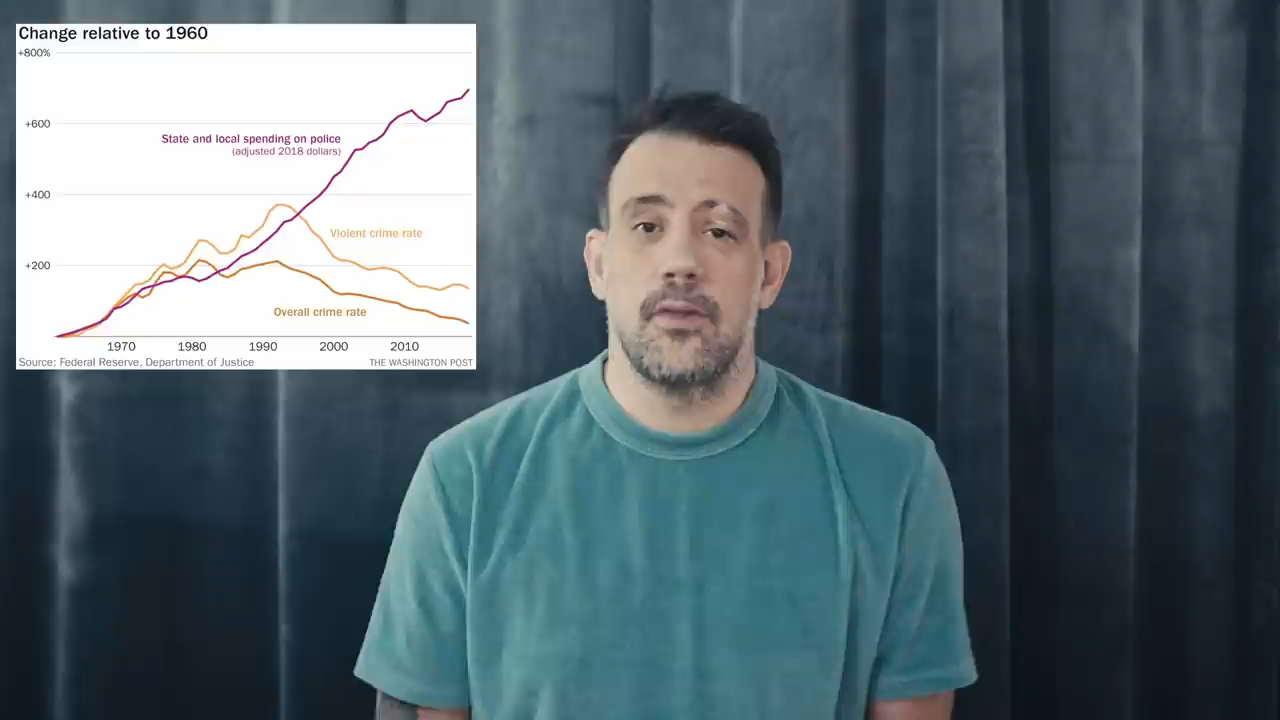 Change relative to 1960
+800%
+600
State and local spending on police
(adjusted 2018 dollars)
+400
Violent crime rate
+200
Overall crime rate
1970 1980 1990 2000 2010
Source: Federal Reserve, Department of Justice THE WASHINGTON POST